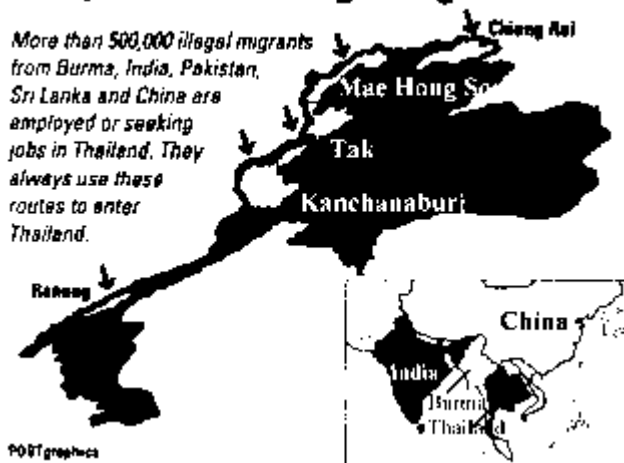 More than 500,000 illegal migrants
from Burma, India, Pakistan,
Sri Lanka and China are
employed or seeking
jobs in Thailand. They
always use these
routes to enter
Thailand.
Chiang Rai
Mae Hong So
Tak
Kanchanaburi
Ranong
China
India
Burma
Thailand
POSTgraphics